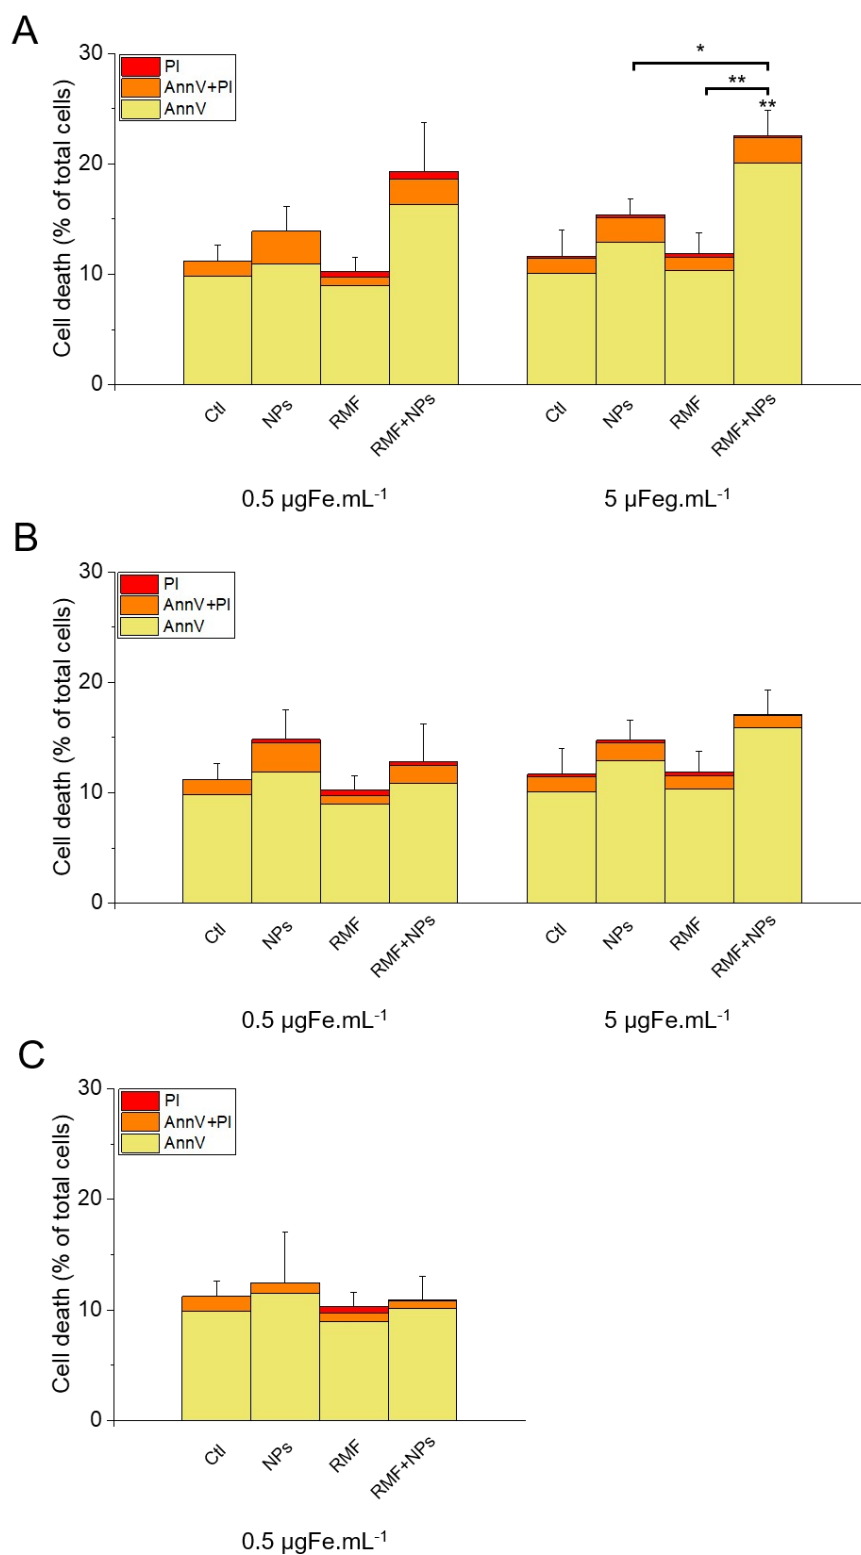 A
Cell death (% of total cells)
30
20
10
0
PI
AnnV+PI
AnnV
*
**
**
Ctl NPs RMF RMF+NPs Ctl NPs RMF RMF+NPs
0.5 µgFe.mL-1 5 µFeg.mL-1
B
Cell death (% of total cells)
30
20
10
0
PI
AnnV+PI
AnnV
Ctl NPs RMF RMF+NPs Ctl NPs RMF RMF+NPs
0.5 µgFe.mL-1 5 µgFe.mL-1
C
Cell death (% of total cells)
30
20
10
0
PI
AnnV+PI
AnnV
Ctl NPs RMF RMF+NPs
0.5 µgFe.mL-1